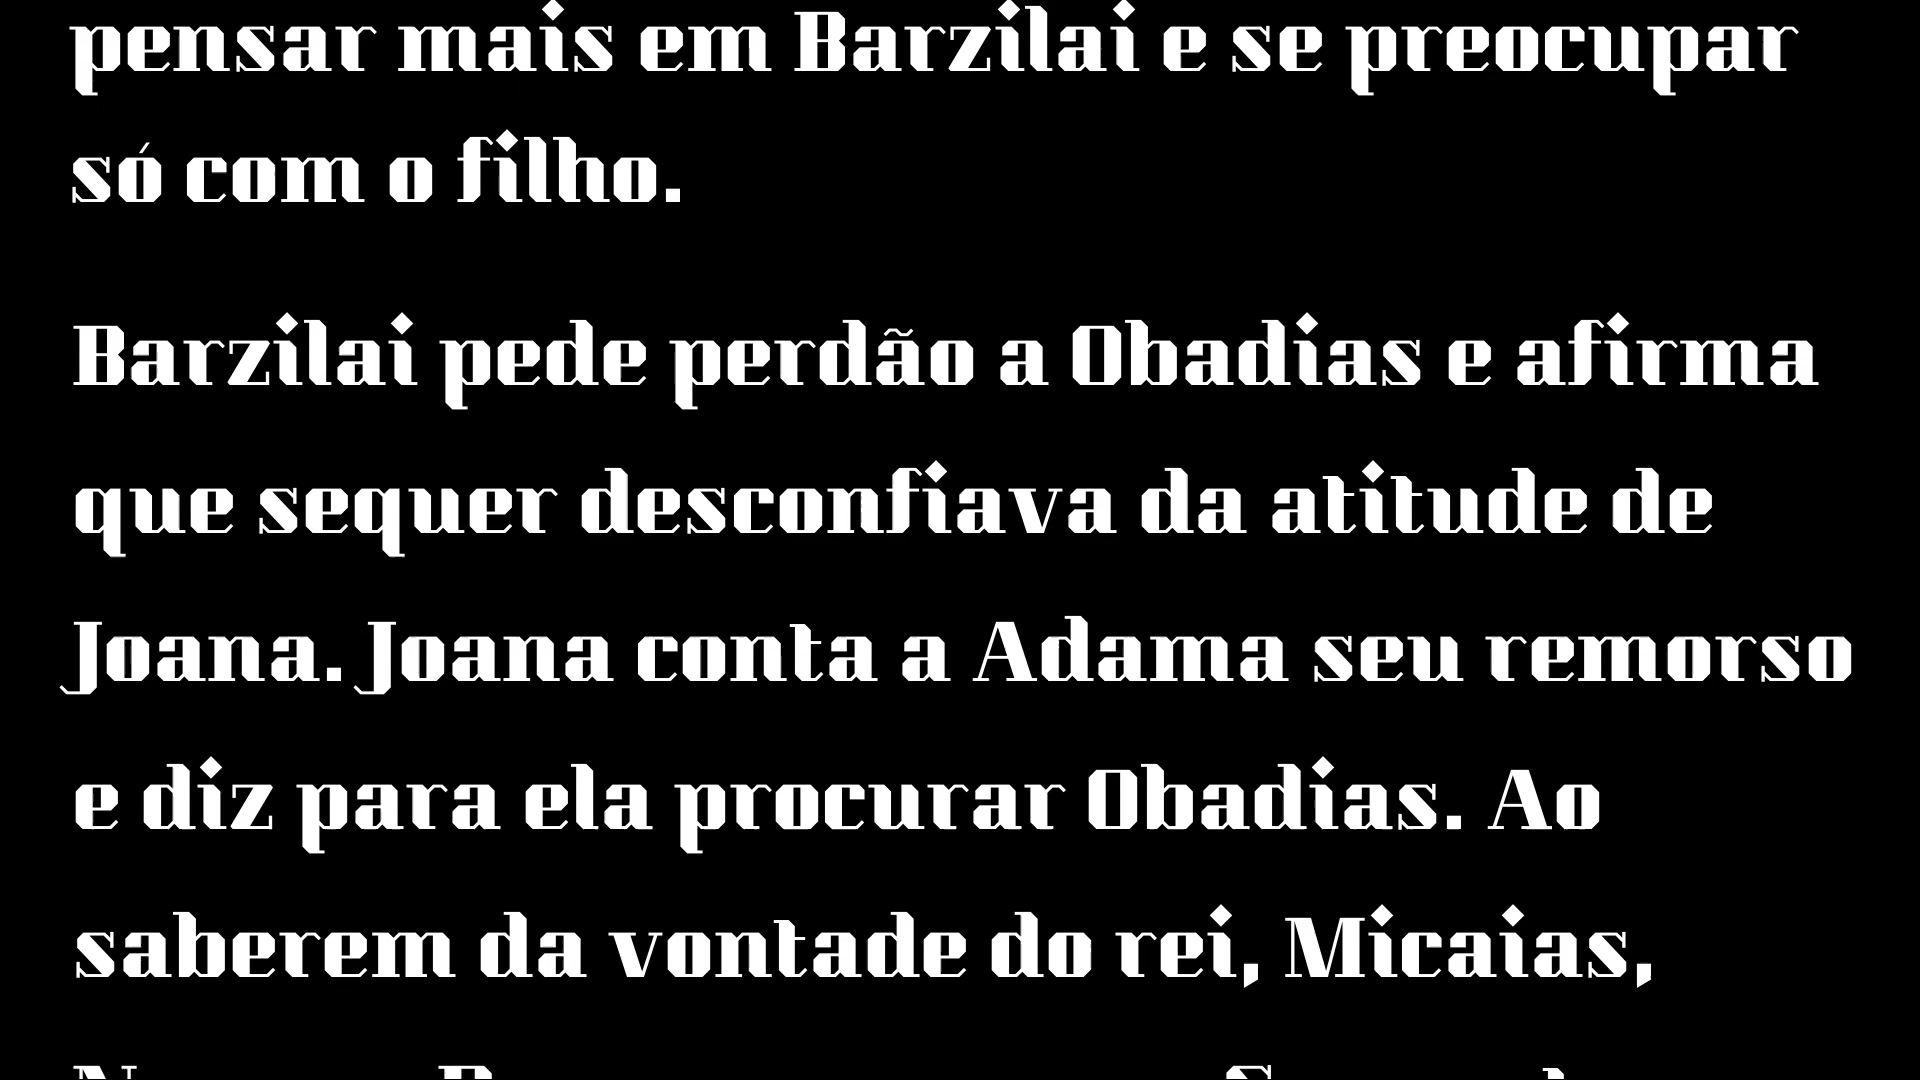 pensar mais em Barzilai e se preocupar
só com o filho.
Barzilai pede perdão a Obadias e afirma
que sequer desconfiava da atitude de
Joana. Joana conta a Adama seu remorso
e diz para ela procurar Obadias. Ao
saberem da vontade do rei, Micaias,